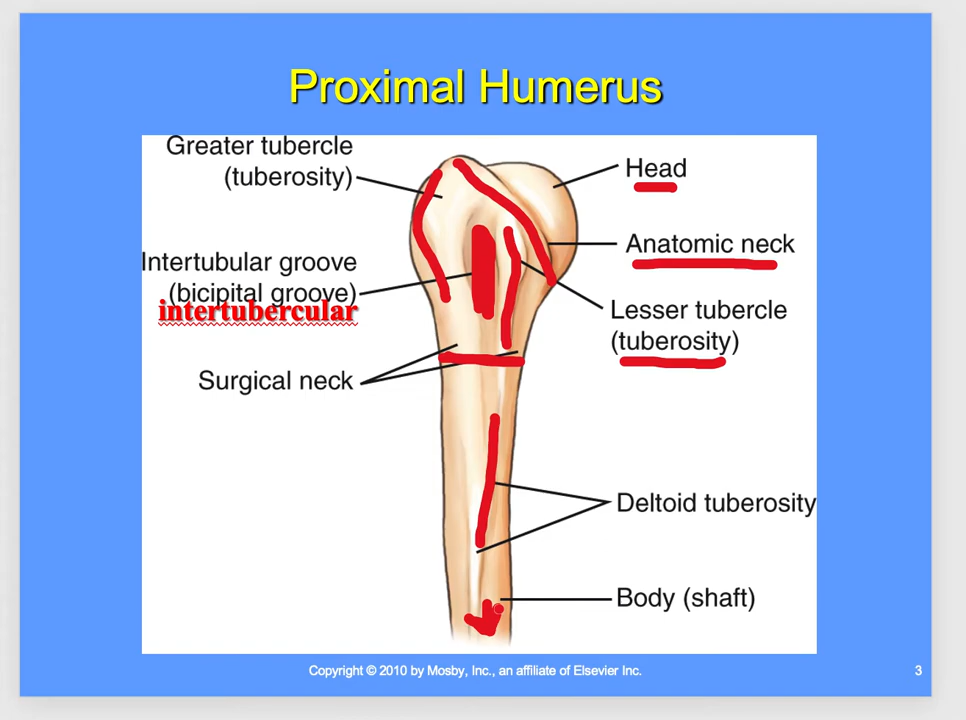 Proximal Humerus
Greater tubercle
(tuberosity)
Head
Anatomic neck
Intertubular groove
(bicipital groove)
intertubercular
Lesser tubercle
(tuberosity)
Surgical neck
Deltoid tuberosity
Body (shaft)
Copyright © 2010 by Mosby, Inc., an affiliate of Elsevier Inc.
3